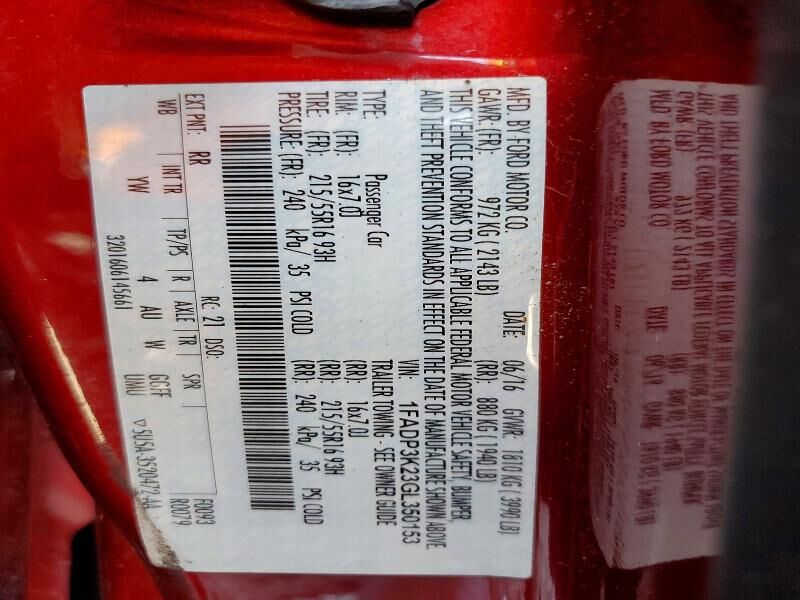 MFD. BY FORD MOTOR CO.
DATE: 06/16 GVWR: 1810 KG ( 3990 LB)
GAWR: (FR): 972 KG ( 2143 LB) (RR): 880 KG ( 1940 LB)
THIS VEHICLE CONFORMS TO ALL APPLICABLE FEDERAL MOTOR VEHICLE SAFETY, BUMPER,
AND THEFT PREVENTION STANDARDS IN EFFECT ON THE DATE OF MANUFACTURE SHOWN ABOVE.
VIN: 1FADP3K23GL350153
TYPE: Passenger Car TRAILER TOWING - SEE OWNER GUIDE
RIM: (FR): 16x7.0J (RR): 16x7.0J
TIRE: (FR): 215/55R16 93H (RR): 215/55R16 93H
PRESSURE: (FR): 240 kPa/ 35 PSI COLD (RR): 240 kPa/ 35 PSI COLD
EXT PNT: RR RC: 21 DSO: F0093
WB INT TR TP/PS R AXLE TR SPR R0079
YW 4 AU W GGFF
3201606145661 UNU